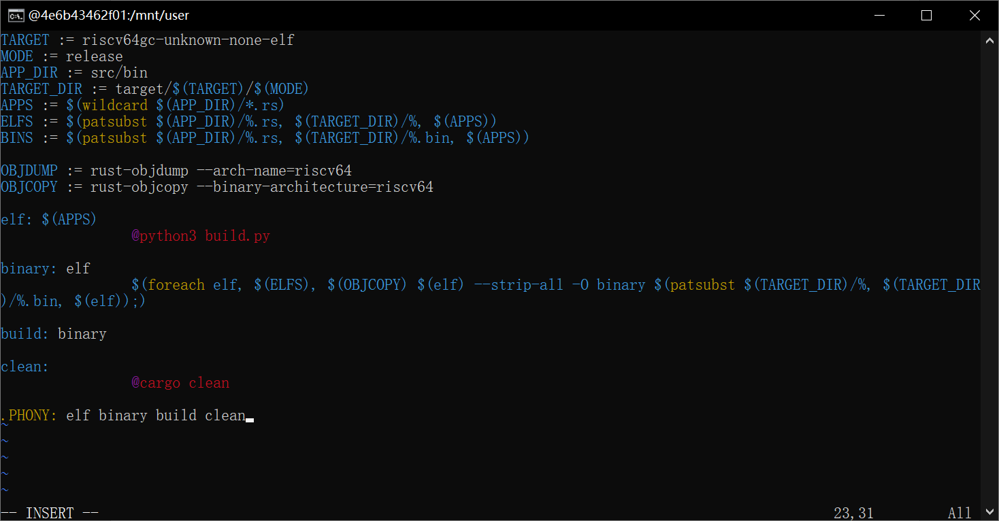 @4e6b43462f01:/mnt/user
TARGET := riscv64gc-unknown-none-elf
MODE := release
APP_DIR := src/bin
TARGET_DIR := target/$(TARGET)/$(MODE)
APPS := $(wildcard $(APP_DIR)/*.rs)
ELFS := $(patsubst $(APP_DIR)/%.rs, $(TARGET_DIR)/%, $(APPS))
BINS := $(patsubst $(APP_DIR)/%.rs, $(TARGET_DIR)/%.bin, $(APPS))

OBJDUMP := rust-objdump --arch-name=riscv64
OBJCOPY := rust-objcopy --binary-architecture=riscv64

elf: $(APPS)
                @python3 build.py

binary: elf
                $(foreach elf, $(ELFS), $(OBJCOPY) $(elf) --strip-all -O binary $(patsubst $(TARGET_DIR)/%, $(TARGET_DIR
)/%.bin, $(elf));)

build: binary

clean:
                @cargo clean

.PHONY: elf binary build clean
~
~
~
~
~
-- INSERT -- 23,31 All